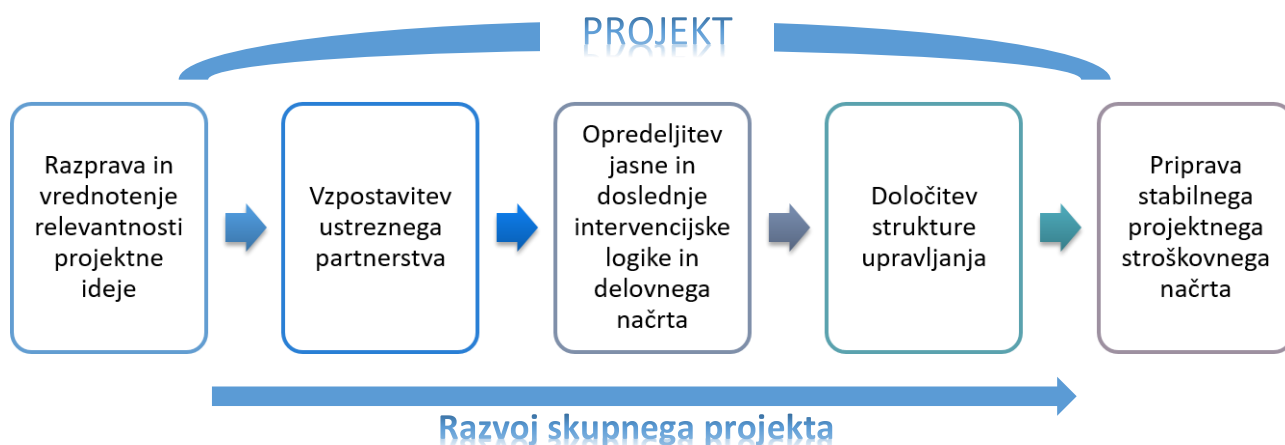 PROJEKT
Razprava in
vrednotenje
relevantnosti
projektne
ideje
Vzpostavitev
ustreznega
partnerstva
Opredeljitev
jasne in
doslednje
intervencijske
logike in
delovnega
načrta
Določitev
strukture
upravljanja
Priprava
stabilnega
projektnega
stroškovnega
načrta
Razvoj skupnega projekta